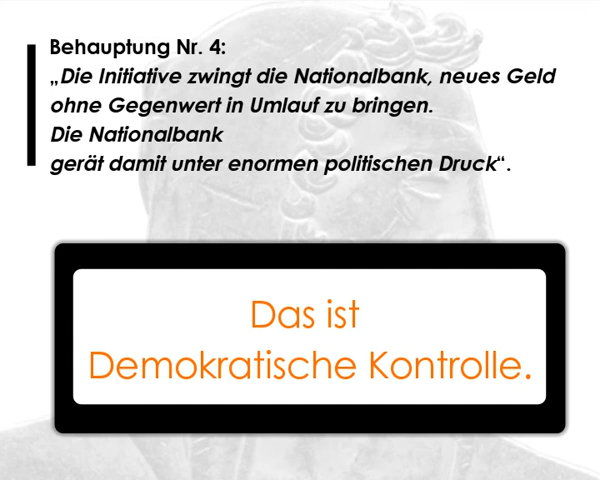 Behauptung Nr. 4:
„Die Initiative zwingt die Nationalbank, neues Geld
ohne Gegenwert in Umlauf zu bringen.
Die Nationalbank
gerät damit unter enormen politischen Druck“.
Das ist
Demokratische Kontrolle.